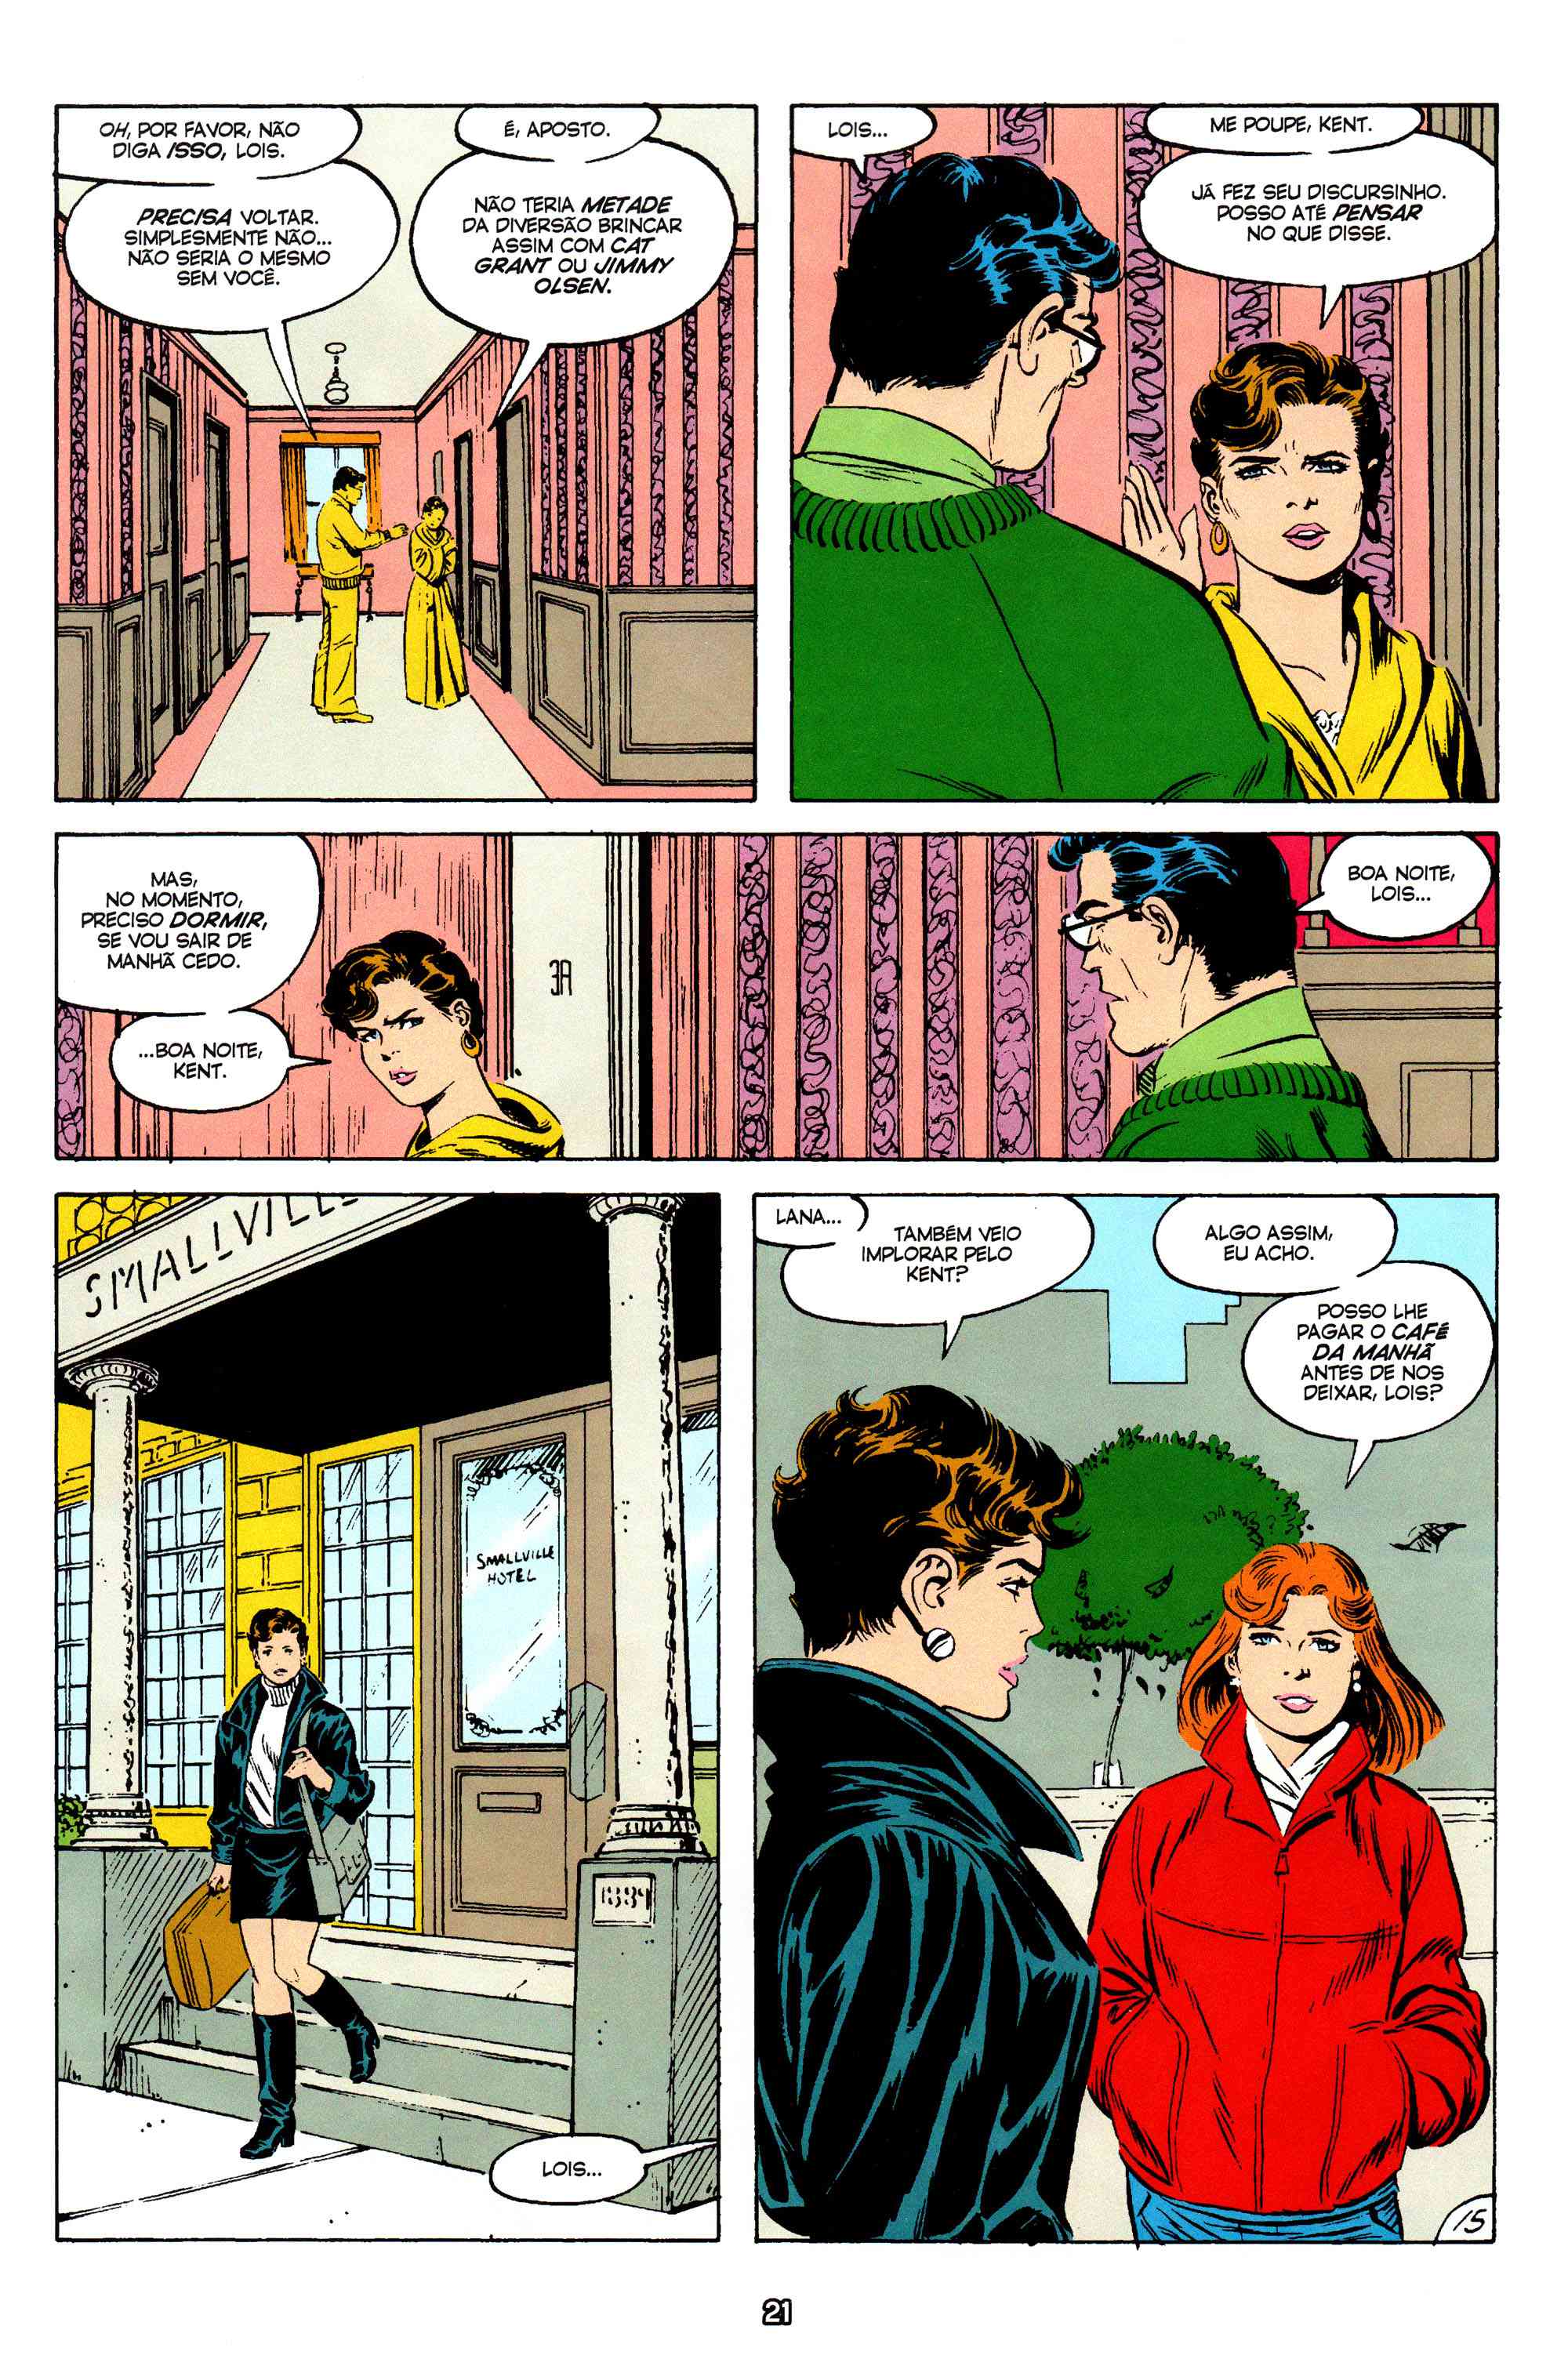 OH, POR FAVOR, NÃO
DIGA ISSO, LOIS.
PRECISA VOLTAR.
SIMPLESMENTE NÃO...
NÃO SERIA O MESMO
SEM VOCÊ.
É, APOSTO.
NÃO TERIA METADE
DA DIVERSÃO BRINCAR
ASSIM COM CAT
GRANT OU JIMMY
OLSEN.
LOIS...
ME POUPE, KENT.
JÁ FEZ SEU DISCURSINHO.
POSSO ATÉ PENSAR
NO QUE DISSE.
MAS,
NO MOMENTO,
PRECISO DORMIR,
SE VOU SAIR DE
MANHÃ CEDO.
...BOA NOITE,
KENT.
3A
BOA NOITE,
LOIS...
SMALLVILLE
SMALLVILLE
HOTEL
1884
LOIS...
LANA...
TAMBÉM VEIO
IMPLORAR PELO
KENT?
ALGO ASSIM,
EU ACHO.
POSSO LHE
PAGAR O CAFÉ
DA MANHÃ
ANTES DE NOS
DEIXAR, LOIS?
15
21